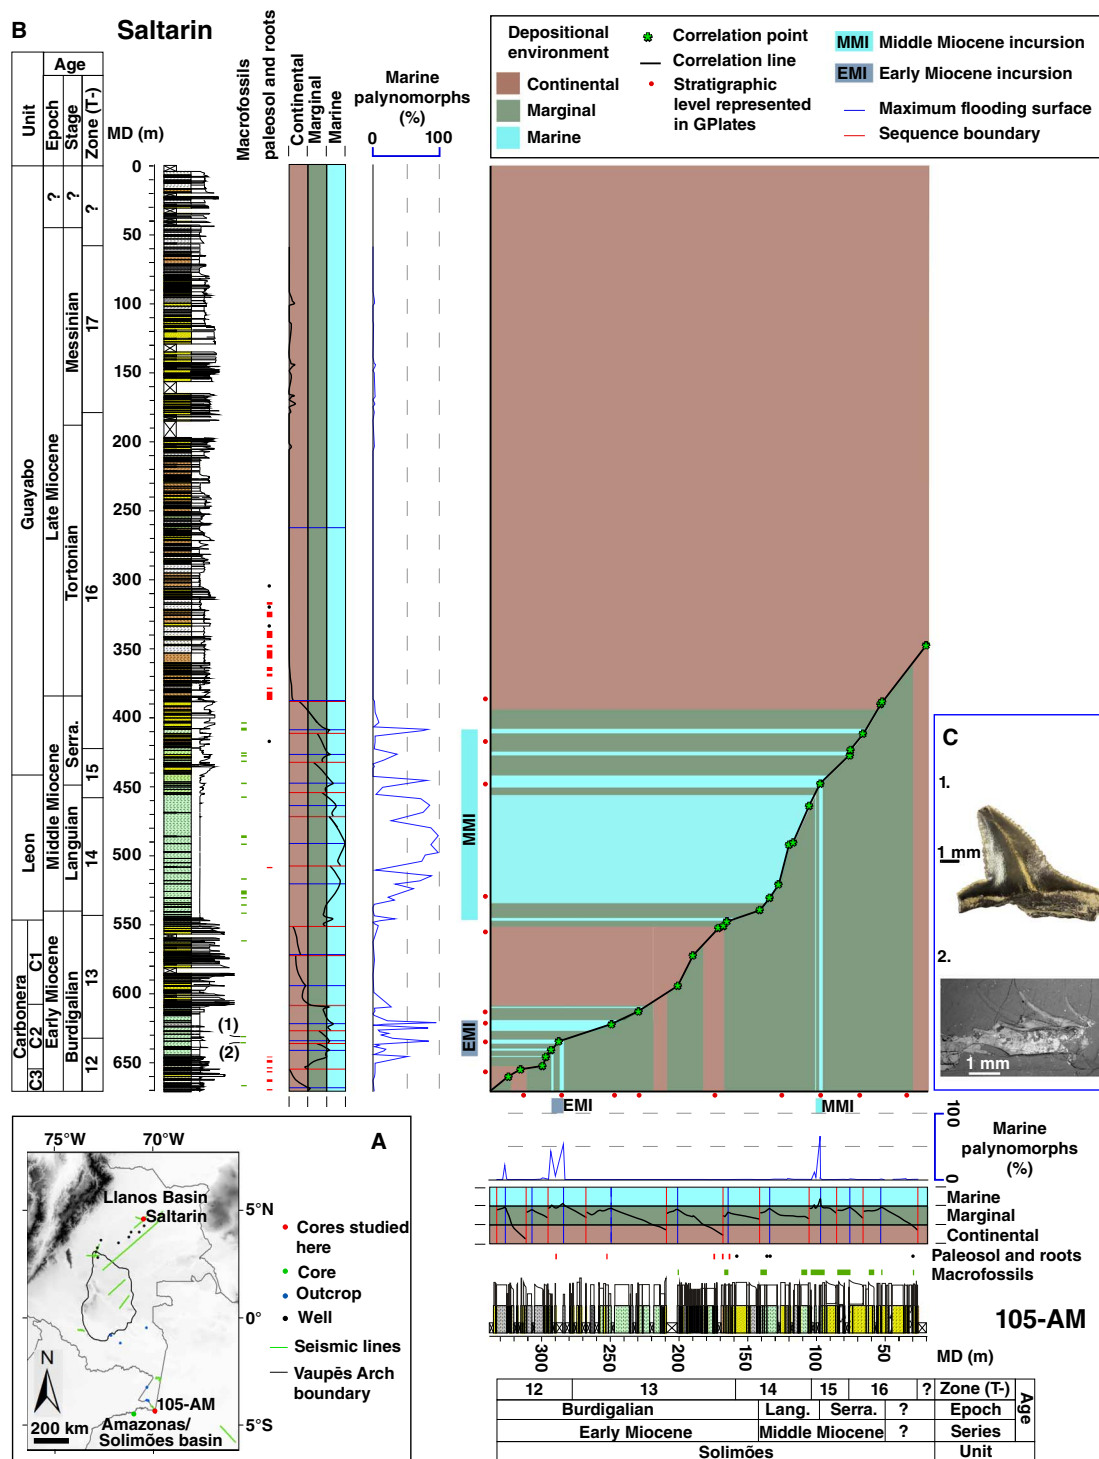 B
Saltarin
Unit
Age
Epoch
Stage
Zone (T-)
MD (m)
Macrofossils
paleosol and roots
Continental
Marginal
Marine
Marine
palynomorphs
(%)
0
100
Depositional
environment
Continental
Marginal
Marine
Correlation point
Correlation line
Stratigraphic
level represented
in GPlates
MMI Middle Miocene incursion
EMI Early Miocene incursion
Maximum flooding surface
Sequence boundary
0
50
100
150
200
250
300
350
400
450
500
550
600
650
Guayabo
Leon
Carbonera
C1
C2
C3
?
Late Miocene
Middle Miocene
Early Miocene
?
Messinian
Tortonian
Serra.
Languian
Burdigalian
?
17
16
15
14
13
12
(1)
(2)
MMI
EMI
EMI
MMI
C
1.
1 mm
2.
1 mm
100
0
Marine
palynomorphs
(%)
Marine
Marginal
Continental
Paleosol and roots
Macrofossils
105-AM
300
250
200
150
100
50
MD (m)
12 13 14 15 16 ? Zone (T-)
Burdigalian Lang. Serra. ? Epoch
Early Miocene Middle Miocene ? Series
Solimões Unit
Age
A
75°W 70°W
5°N
0°
5°S
Llanos Basin
Saltarin
N
200 km
105-AM
Amazonas/
Solimões basin
Cores studied
here
Core
Outcrop
Well
Seismic lines
Vaupēs Arch
boundary